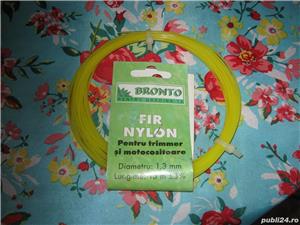 BRONTO
FIR
NYLON
Pentru trimmer
și motocositoare
Diametru: 1,3 mm
© publi24.ro